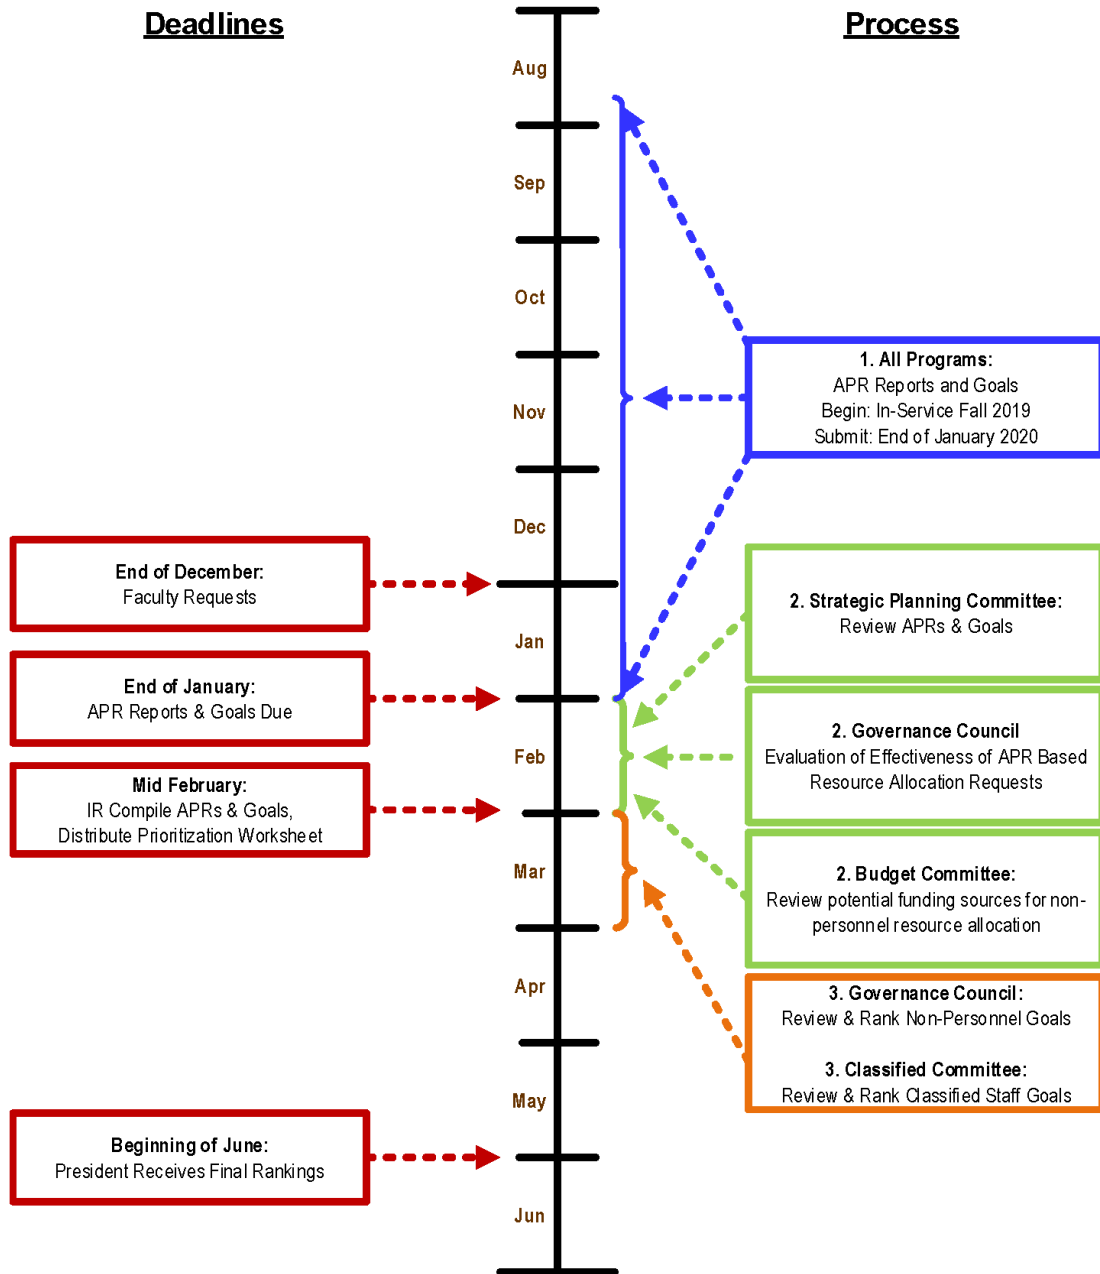 Deadlines
Process
Aug
Sep
Oct
Nov
Dec
Jan
Feb
Mar
Apr
May
Jun
End of December:
Faculty Requests
End of January:
APR Reports & Goals Due
Mid February:
IR Compile APRs & Goals,
Distribute Prioritization Worksheet
Beginning of June:
President Receives Final Rankings
1. All Programs:
APR Reports and Goals
Begin: In-Service Fall 2019
Submit: End of January 2020
2. Strategic Planning Committee:
Review APRs & Goals
2. Governance Council
Evaluation of Effectiveness of APR Based
Resource Allocation Requests
2. Budget Committee:
Review potential funding sources for non-
personnel resource allocation
3. Governance Council:
Review & Rank Non-Personnel Goals
3. Classified Committee:
Review & Rank Classified Staff Goals